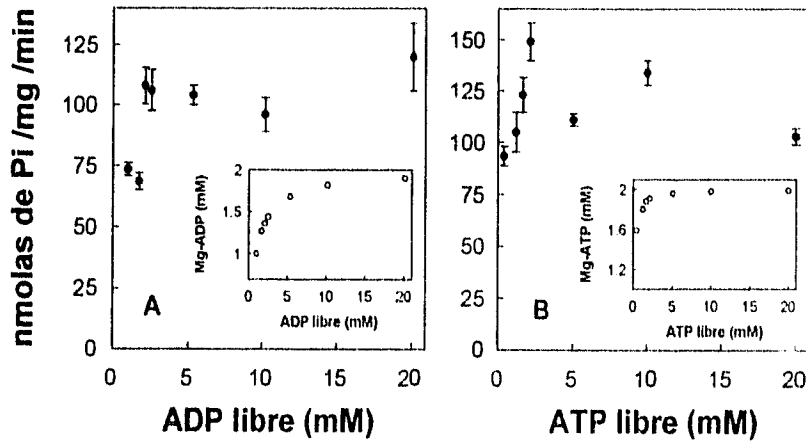 nmolas de Pi /mg /min
125
100
75
50
25
0
A
Mg-ADP (mM)
2
1.5
1
0 5 10 15 20
ADP libre (mM)
0 5 10 15 20
ADP libre (mM)
150
125
100
75
50
25
0
B
Mg-ATP (mM)
2
1.6
1.2
0 5 10 15 20
ATP libre (mM)
0 5 10 15 20
ATP libre (mM)